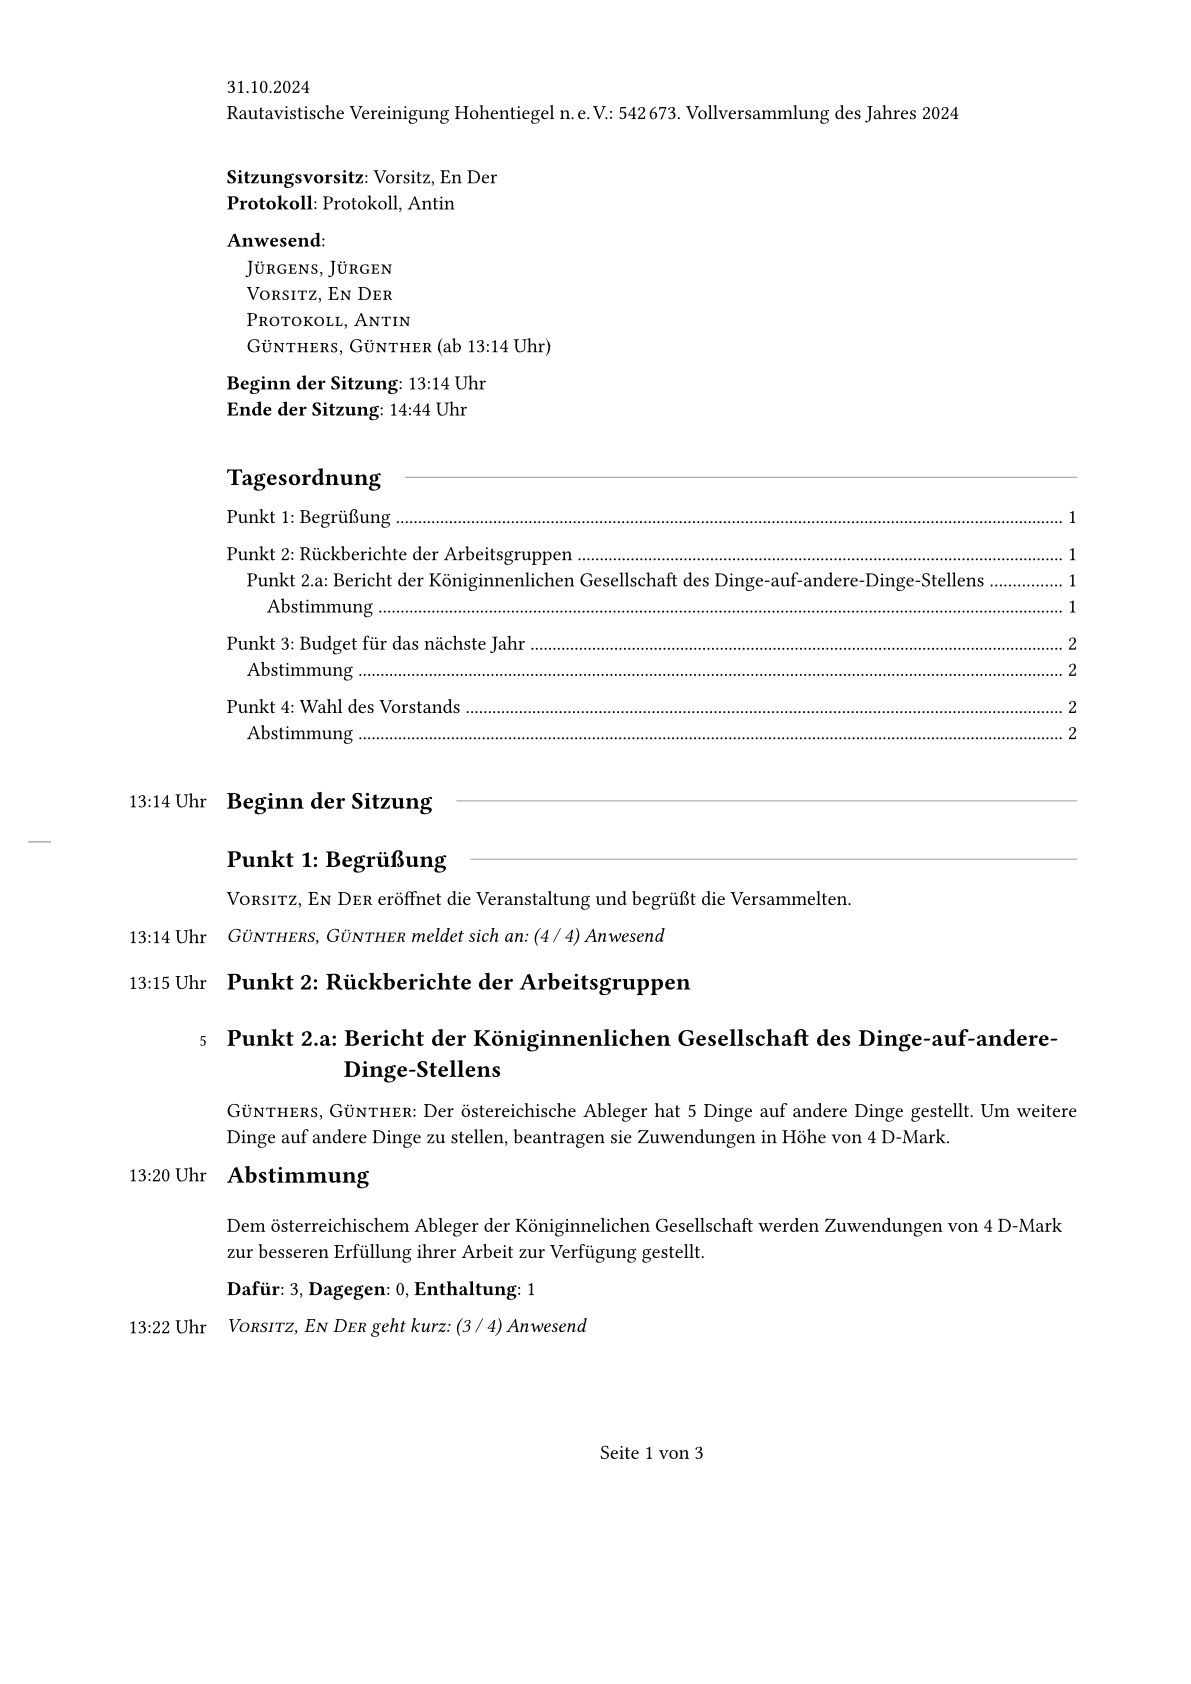 31.10.2024
Rautavistische Vereinigung Hohentiegel n. e. V.: 542 673. Vollversammlung des Jahres 2024
Sitzungsvorsitz: Vorsitz, En Der
Protokoll: Protokoll, Antin
Anwesend:
Jürgens, Jürgen
Vorsitz, En Der
Protokoll, Antin
Günthers, Günther (ab 13:14 Uhr)
Beginn der Sitzung: 13:14 Uhr
Ende der Sitzung: 14:44 Uhr
Tagesordnung
Punkt 1: Begrüßung ........ 1
Punkt 2: Rückberichte der Arbeitsgruppen ........ 1
Punkt 2.a: Bericht der Königinnenlichen Gesellschaft des Dinge-auf-andere-Dinge-Stellens ........ 1
Abstimmung ........ 1
Punkt 3: Budget für das nächste Jahr ........ 2
Abstimmung ........ 2
Punkt 4: Wahl des Vorstands ........ 2
Abstimmung ........ 2
13:14 Uhr Beginn der Sitzung
Punkt 1: Begrüßung
Vorsitz, En Der eröffnet die Veranstaltung und begrüßt die Versammelten.
13:14 Uhr Günthers, Günther meldet sich an: (4 / 4) Anwesend
13:15 Uhr Punkt 2: Rückberichte der Arbeitsgruppen
5 Punkt 2.a: Bericht der Königinnenlichen Gesellschaft des Dinge-auf-andere-
Dinge-Stellens
Günthers, Günther: Der östereichische Ableger hat 5 Dinge auf andere Dinge gestellt. Um weitere
Dinge auf andere Dinge zu stellen, beantragen sie Zuwendungen in Höhe von 4 D-Mark.
13:20 Uhr Abstimmung
Dem österreichischem Ableger der Königinnelichen Gesellschaft werden Zuwendungen von 4 D-Mark
zur besseren Erfüllung ihrer Arbeit zur Verfügung gestellt.
Dafür: 3, Dagegen: 0, Enthaltung: 1
13:22 Uhr Vorsitz, En Der geht kurz: (3 / 4) Anwesend
Seite 1 von 3